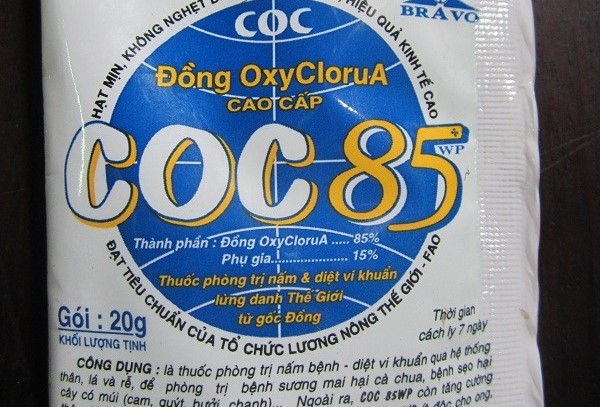 COC
BRAVO
HẠT MỊN, KHÔNG NGHẸT
HIỆU QUẢ KINH TẾ CAO
Đồng OxyCloruA
CAO CẤP
COC 85 WP
Thành phần : Đồng OxyCloruA ..... 85%
Phụ gia..................... 15%
Thuốc phòng trị nấm & diệt vi khuẩn
lừng danh Thế Giới
từ gốc Đồng
ĐẠT TIÊU CHUẨN CỦA TỔ CHỨC LƯƠNG NÔNG THẾ GIỚI - FAO
Gói : 20g
KHỐI LƯỢNG TỊNH
Thời gian
cách ly 7 ngày
CÔNG DỤNG : là thuốc phòng trị nấm bệnh - diệt vi khuẩn qua hệ thống
thân, lá và rễ, để phòng trị bệnh sương mai hại cà chua, bệnh sẹo hại
cây có múi (cam, quýt, bưởi, chanh)... Ngoài ra, COC 85WP còn tăng cường
độc cho ong,